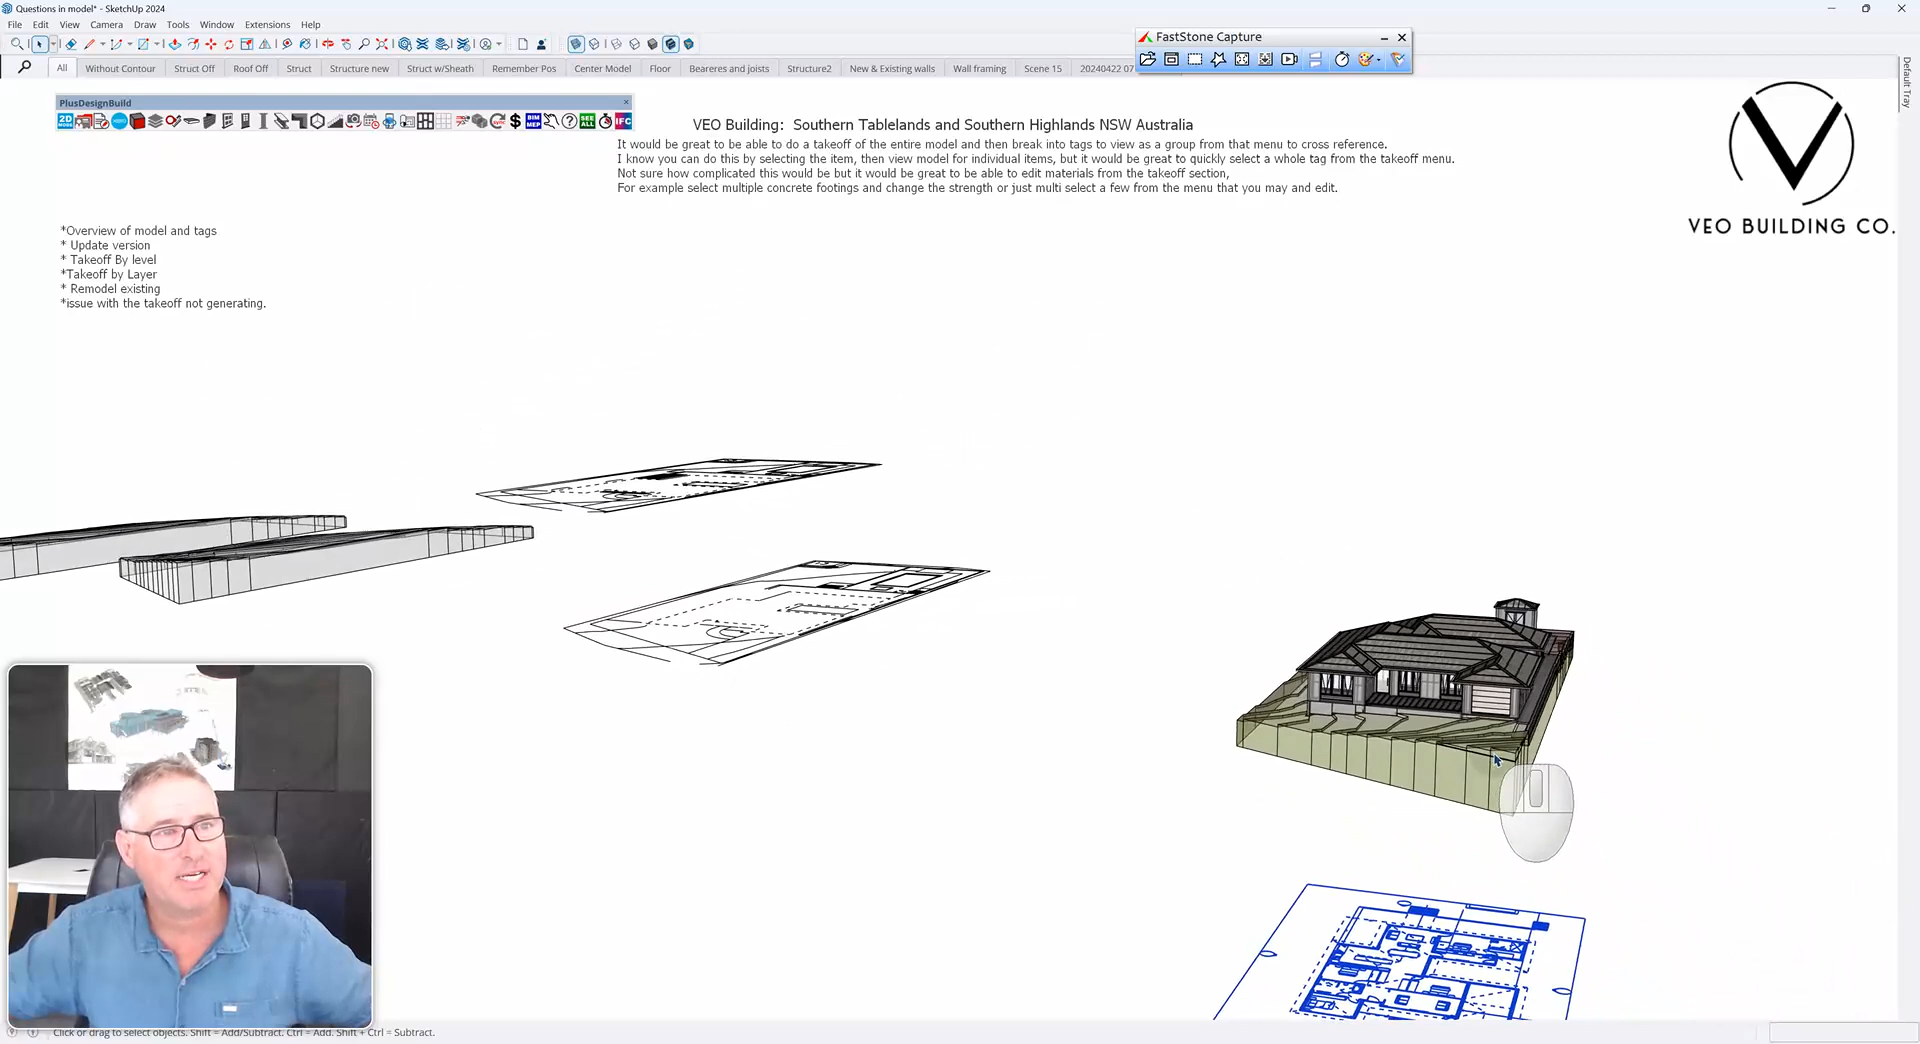 Questions in model* - SketchUp 2024
FastStone Capture
File Edit View Camera Draw Tools Window Extensions Help
All Without Contour Struct Off Roof Off Struct Structure new Struct w/Sheath Remember Pos Center Model Floor Beareres and joists Structure2 New & Existing walls Wall framing Scene 15 20240422 07
Default Tray
PlusDesignBuild
2D MODE
BIM MEP
SEE ALL
IFC
VEO Building: Southern Tablelands and Southern Highlands NSW Australia
It would be great to be able to do a takeoff of the entire model and then break into tags to view as a group from that menu to cross reference.
I know you can do this by selecting the item, then view model for individual items, but it would be great to quickly select a whole tag from the takeoff menu.
Not sure how complicated this would be but it would be great to be able to edit materials from the takeoff section,
For example select multiple concrete footings and change the strength or just multi select a few from the menu that you may and edit.
VEO BUILDING CO.
*Overview of model and tags
* Update version
* Takeoff By level
*Takeoff by Layer
* Remodel existing
*issue with the takeoff not generating.
Click or drag to select objects. Shift = Add/Subtract. Ctrl = Add. Shift + Ctrl = Subtract.